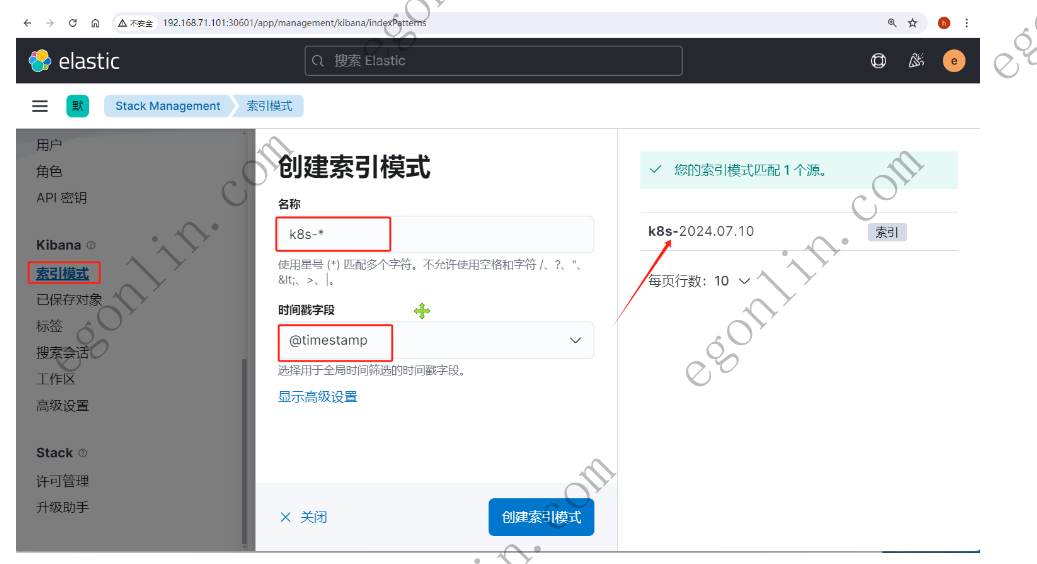 不安全 192.168.71.101:30601/app/management/kibana/indexPatterns
h
elastic
搜索 Elastic
e
默 Stack Management 索引模式
用户
角色
API 密钥
Kibana
索引模式
已保存对象
标签
搜索会话
工作区
高级设置
Stack
许可管理
升级助手
创建索引模式
名称
k8s-*
使用星号 (*) 匹配多个字符。不允许使用空格和字符 /、?、"、
&lt;、>、|。
时间戳字段
@timestamp
选择用于全局时间筛选的时间戳字段。
显示高级设置
关闭
创建索引模式
您的索引模式匹配 1 个源。
k8s-2024.07.10 索引
每页行数: 10
egonlin.com
egonlin.com